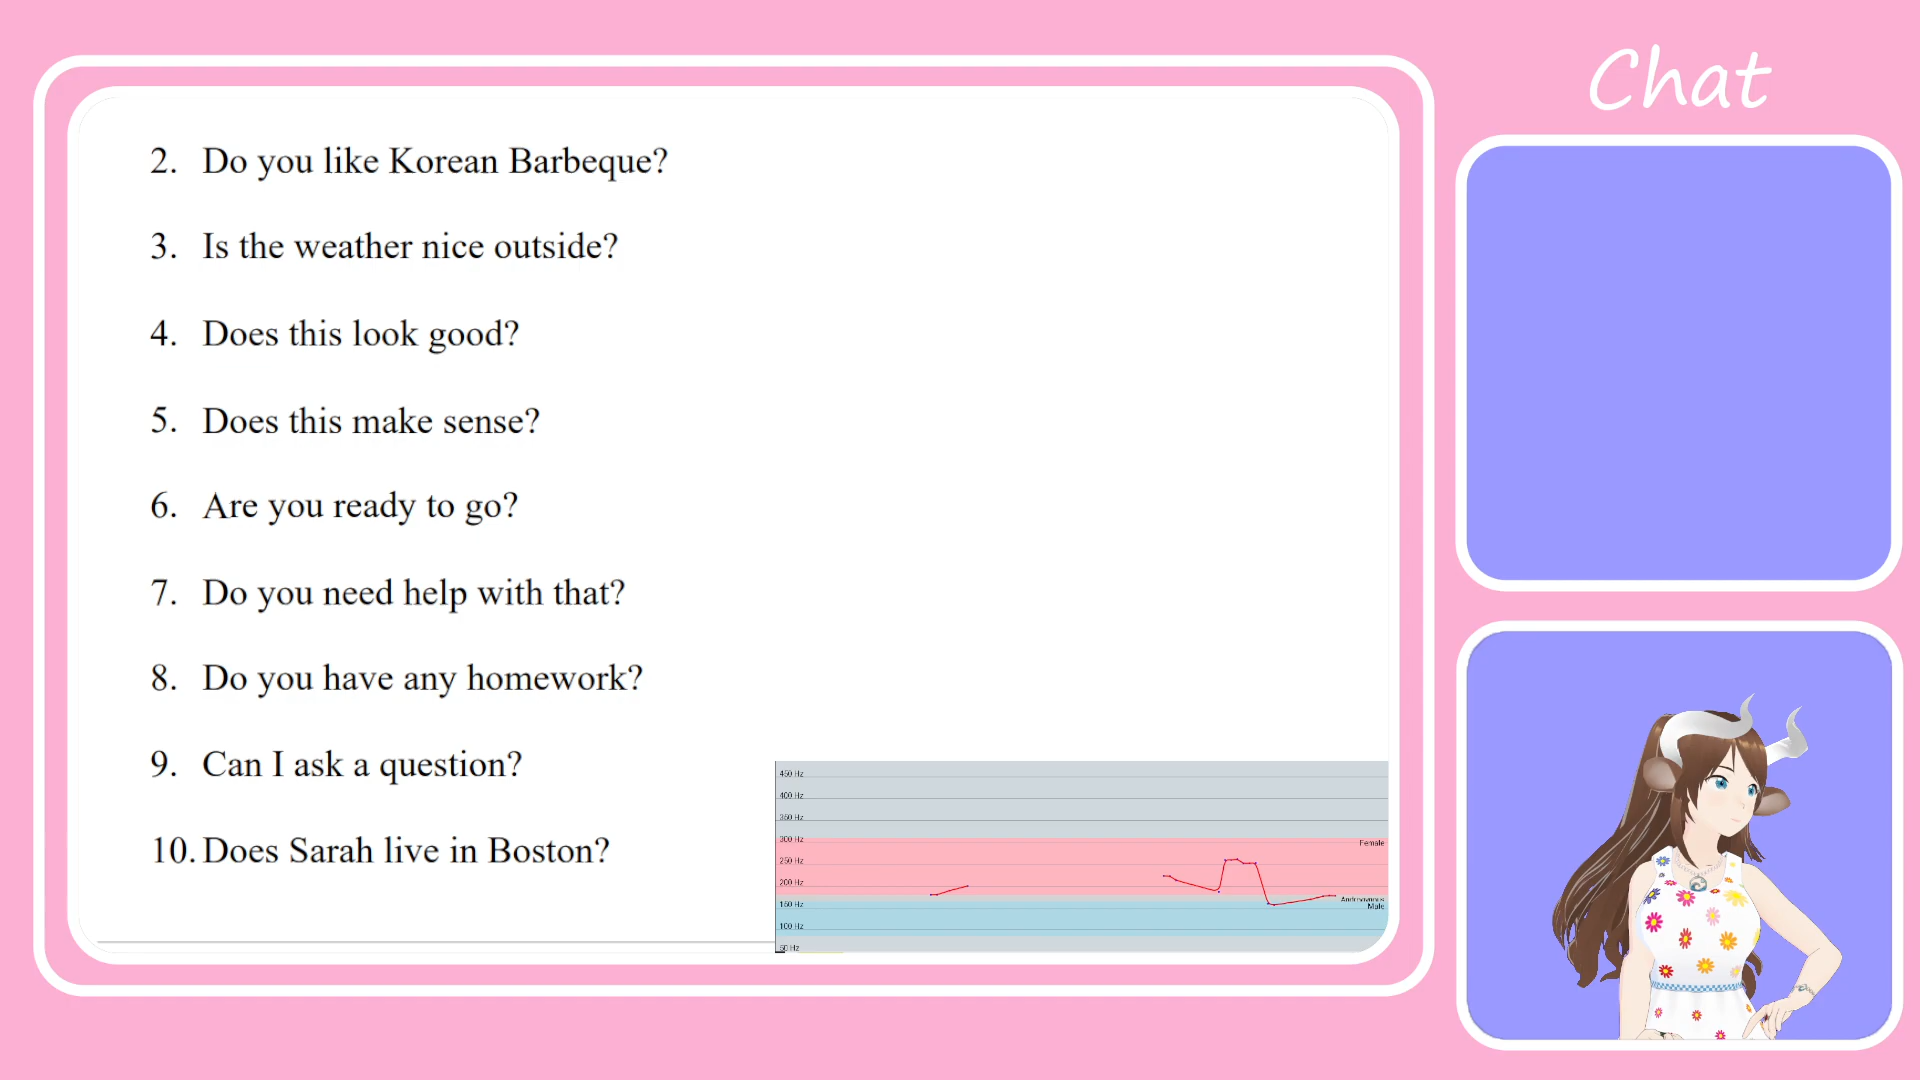 Chat
2. Do you like Korean Barbeque?
3. Is the weather nice outside?
4. Does this look good?
5. Does this make sense?
6. Are you ready to go?
7. Do you need help with that?
8. Do you have any homework?
9. Can I ask a question?
10. Does Sarah live in Boston?
450 Hz
400 Hz
350 Hz
300 Hz
Female
250 Hz
200 Hz
Androgynous
150 Hz
Male
100 Hz
50 Hz